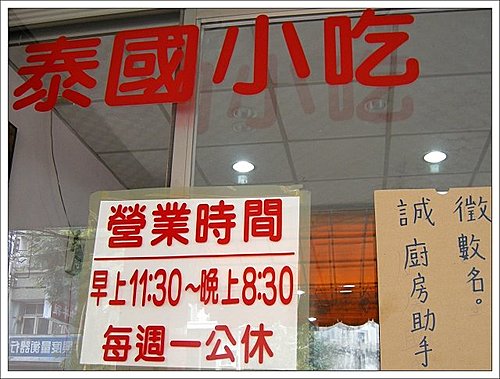 泰國小吃
營業時間
早上11:30～晚上8:30
每週一公休
誠徵
廚房助手
數名。